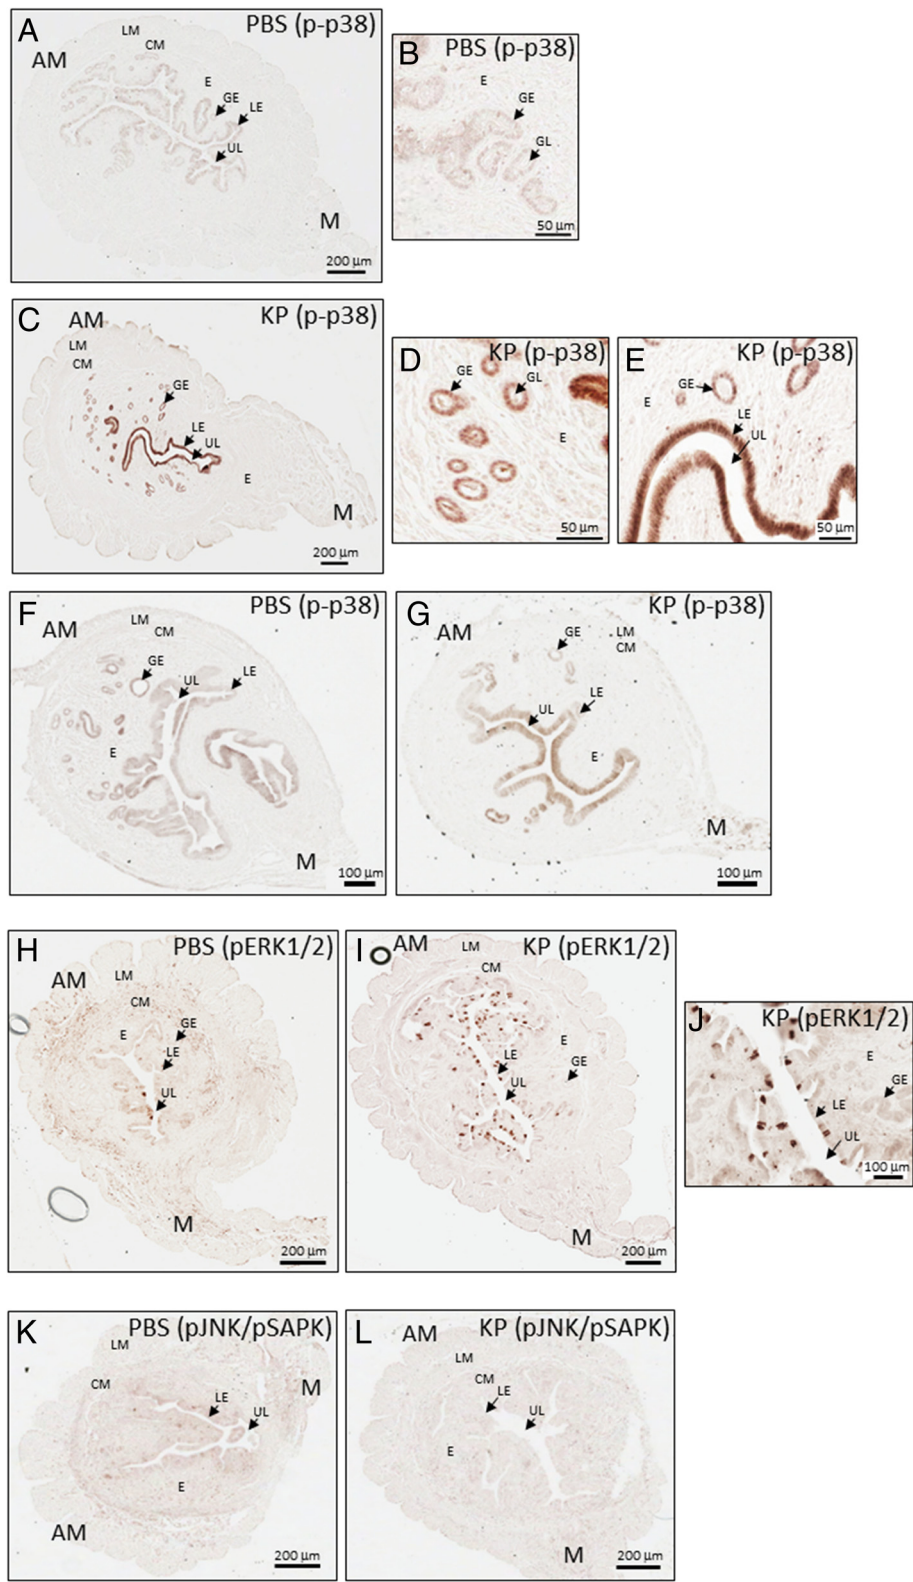 A
PBS (p-p38)
LM
CM
AM
E
GE
LE
UL
M
200 µm
B
PBS (p-p38)
E
GE
GL
50 µm
C
AM
KP (p-p38)
LM
CM
GE
LE
UL
E
M
200 µm
D
KP (p-p38)
GE
GL
E
50 µm
E
KP (p-p38)
GE
E
LE
UL
50 µm
F
PBS (p-p38)
AM
LM
CM
GE
LE
UL
E
M
100 µm
G
KP (p-p38)
AM
GE
LM
CM
LE
UL
E
M
100 µm
H
PBS (pERK1/2)
AM
LM
CM
E
GE
LE
UL
M
200 µm
I
AM
LM
KP (pERK1/2)
CM
E
LE
GE
UL
M
200 µm
J
KP (pERK1/2)
E
GE
LE
UL
100 µm
K
PBS (pJNK/pSAPK)
LM
CM
M
LE
UL
E
AM
200 µm
L
AM
KP (pJNK/pSAPK)
LM
CM
LE
UL
E
M
200 µm